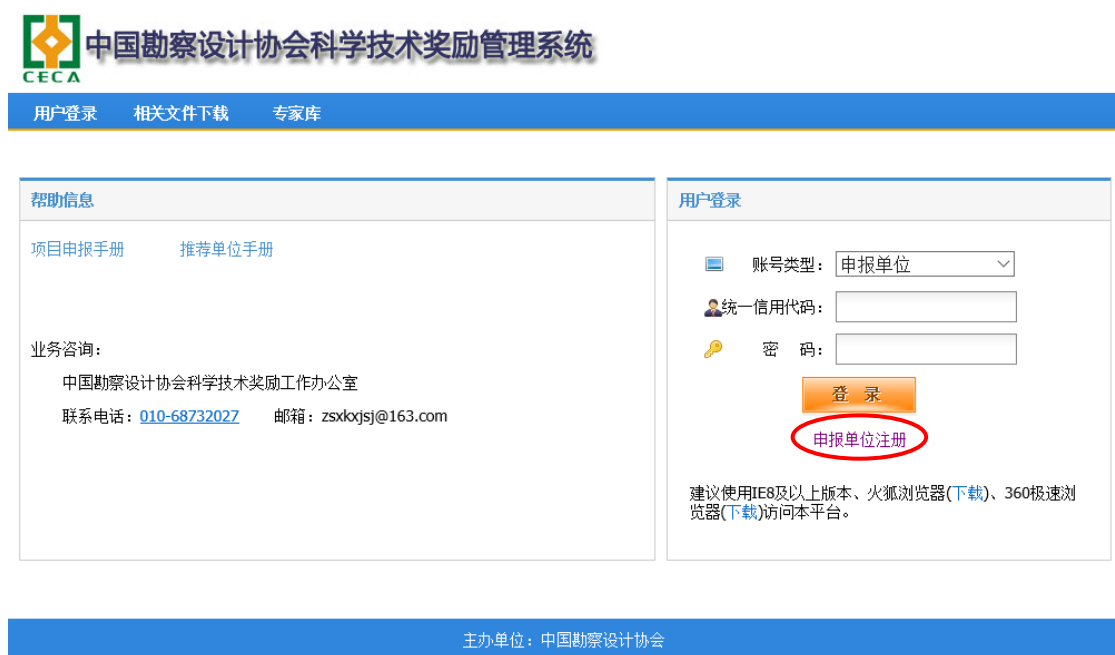 CECA
中国勘察设计协会科学技术奖励管理系统
用户登录 相关文件下载 专家库
帮助信息
项目申报手册 推荐单位手册
业务咨询：
中国勘察设计协会科学技术奖励工作办公室
联系电话：010-68732027 邮箱：zsxkxjsj@163.com
用户登录
账号类型： 申报单位
统一信用代码：
密 码：
登 录
申报单位注册
建议使用IE8及以上版本、火狐浏览器(下载)、360极速浏
览器(下载)访问本平台。
主办单位：中国勘察设计协会